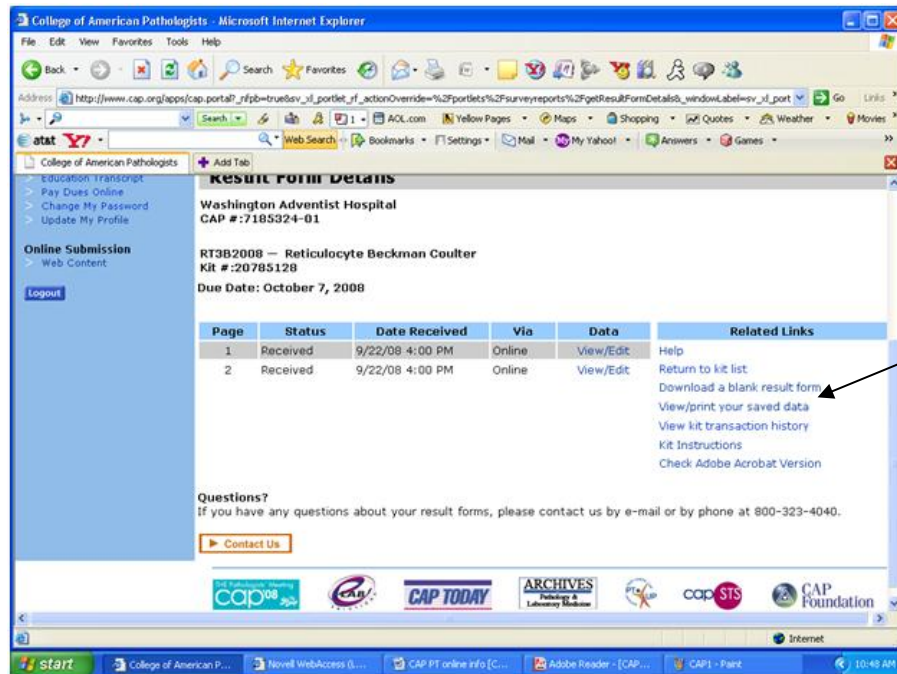 College of American Pathologists - Microsoft Internet Explorer
File Edit View Favorites Tools Help
Back Search Favorites
Address http://www.cap.org/apps/cap.portal?_nfpb=true&sv_xl_portlet_rf_actionOverride=%2Fportlets%2Fsurveyreports%2FgetResultFormDetails&_windowLabel=sv_xl_port Go Links
Search 1 AOL.com Yellow Pages Maps Shopping Quotes Weather Movies
at&t Y7 Web Search Bookmarks Settings Mail My Yahoo! Answers Games
College of American Pathologists Add Tab
> Education Transcript
> Pay Dues Online
> Change My Password
> Update My Profile
Online Submission
> Web Content
Logout
Result Form Details
Washington Adventist Hospital
CAP #:7185324-01
RT3B2008 — Reticulocyte Beckman Coulter
Kit #:20785128
Due Date: October 7, 2008
Page Status Date Received Via Data Related Links
1 Received 9/22/08 4:00 PM Online View/Edit
2 Received 9/22/08 4:00 PM Online View/Edit
Help
Return to kit list
Download a blank result form
View/print your saved data
View kit transaction history
Kit Instructions
Check Adobe Acrobat Version
Questions?
If you have any questions about your result forms, please contact us by e-mail or by phone at 800-323-4040.
Contact Us
THE Pathologists' Meeting
CAP'08 CAP TODAY ARCHIVES cap STS CAP Foundation
Pathology & Laboratory Medicine
Internet
start College of American P... Novell WebAccess (... CAP PT online info [C... Adobe Reader - [CAP... CAP1 - Paint 10:48 AM